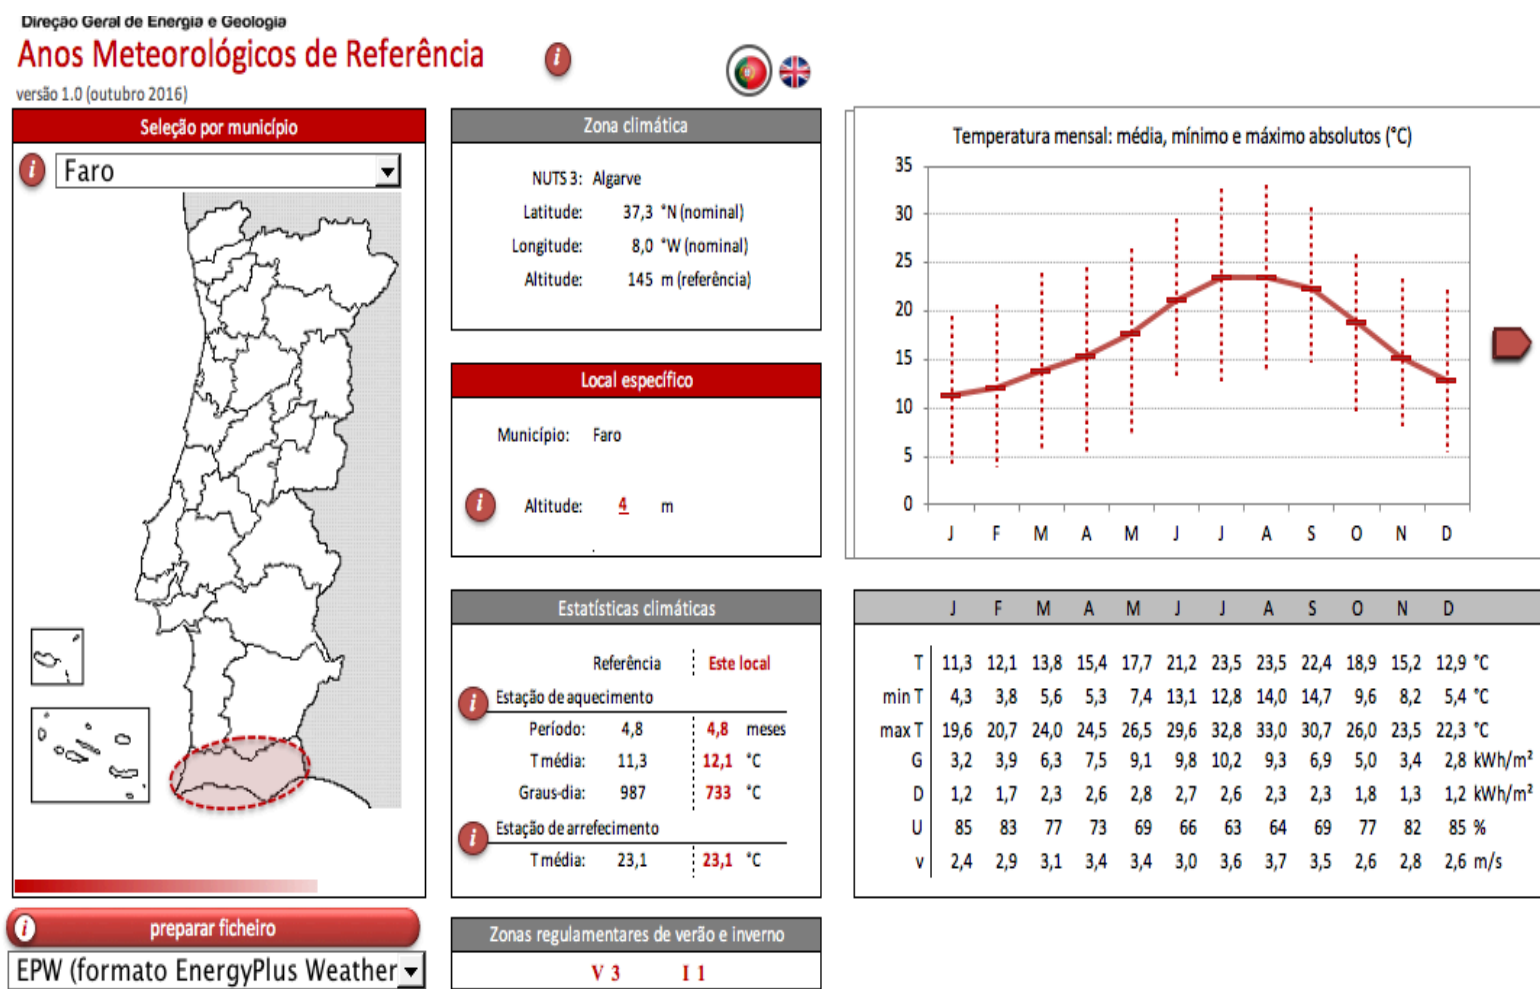 Direção Geral de Energia e Geologia
Anos Meteorológicos de Referência
versão 1.0 (outubro 2016)
Seleção por município
Faro
preparar ficheiro
EPW (formato EnergyPlus Weather
Zona climática
NUTS 3: Algarve
Latitude: 37,3 °N (nominal)
Longitude: 8,0 °W (nominal)
Altitude: 145 m (referência)
Local específico
Município: Faro
Altitude: 4 m
Estatísticas climáticas
Referência Este local
Estação de aquecimento
Período: 4,8 4,8 meses
T média: 11,3 12,1 °C
Graus-dia: 987 733 °C
Estação de arrefecimento
T média: 23,1 23,1 °C
Zonas regulamentares de verão e inverno
V 3 I 1
Temperatura mensal: média, mínimo e máximo absolutos (°C)
35
30
25
20
15
10
5
0
J F M A M J J A S O N D
J F M A M J J A S O N D
T 11,3 12,1 13,8 15,4 17,7 21,2 23,5 23,5 22,4 18,9 15,2 12,9 °C
min T 4,3 3,8 5,6 5,3 7,4 13,1 12,8 14,0 14,7 9,6 8,2 5,4 °C
max T 19,6 20,7 24,0 24,5 26,5 29,6 32,8 33,0 30,7 26,0 23,5 22,3 °C
G 3,2 3,9 6,3 7,5 9,1 9,8 10,2 9,3 6,9 5,0 3,4 2,8 kWh/m²
D 1,2 1,7 2,3 2,6 2,8 2,7 2,6 2,3 2,3 1,8 1,3 1,2 kWh/m²
U 85 83 77 73 69 66 63 64 69 77 82 85 %
v 2,4 2,9 3,1 3,4 3,4 3,0 3,6 3,7 3,5 2,6 2,8 2,6 m/s